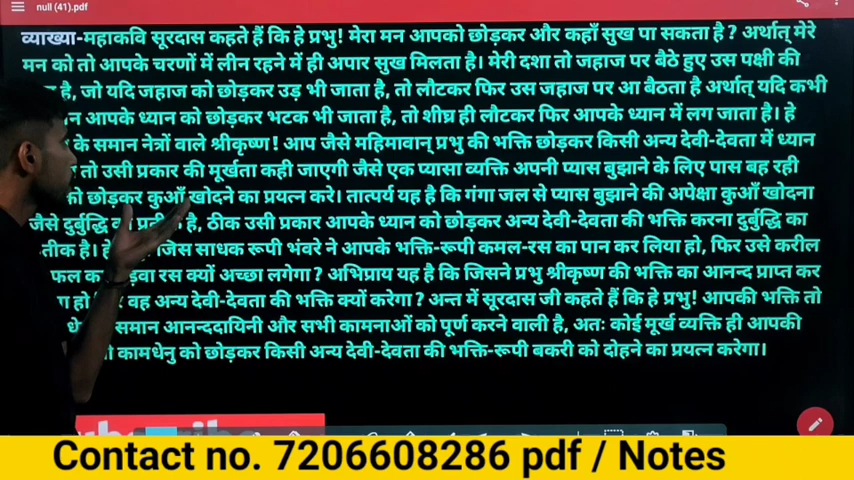 null (41).pdf
व्याख्या-महाकवि सूरदास कहते हैं कि हे प्रभु! मेरा मन आपको छोड़कर और कहाँ सुख पा सकता है? अर्थात् मेरे
मन को तो आपके चरणों में लीन रहने में ही अपार सुख मिलता है। मेरी दशा तो जहाज पर बैठे हुए उस पक्षी की
है, जो यदि जहाज को छोड़कर उड़ भी जाता है, तो लौटकर फिर उस जहाज पर आ बैठता है अर्थात् यदि कभी
आपके ध्यान को छोड़कर भटक भी जाता है, तो शीघ्र ही लौटकर फिर आपके ध्यान में लग जाता है। हे
के समान नेत्रों वाले श्रीकृष्ण! आप जैसे महिमावान् प्रभु की भक्ति छोड़कर किसी अन्य देवी-देवता में ध्यान
तो उसी प्रकार की मूर्खता कही जाएगी जैसे एक प्यासा व्यक्ति अपनी प्यास बुझाने के लिए पास बह रही
को छोड़कर कुआँ खोदने का प्रयत्न करे। तात्पर्य यह है कि गंगा जल से प्यास बुझाने की अपेक्षा कुआँ खोदना
जैसे दुर्बुद्धि का है, ठीक उसी प्रकार आपके ध्यान को छोड़कर अन्य देवी-देवता की भक्ति करना दुर्बुद्धि का
है। जिस साधक रूपी भंवरे ने आपके भक्ति-रूपी कमल-रस का पान कर लिया हो, फिर उसे करील
फल रस क्यों अच्छा लगेगा? अभिप्राय यह है कि जिसने प्रभु श्रीकृष्ण की भक्ति का आनन्द प्राप्त कर
वह अन्य देवी-देवता की भक्ति क्यों करेगा? अन्त में सूरदास जी कहते हैं कि हे प्रभु! आपकी भक्ति तो
समान आनन्ददायिनी और सभी कामनाओं को पूर्ण करने वाली है, अतः कोई मूर्ख व्यक्ति ही आपकी
कामधेनु को छोड़कर किसी अन्य देवी-देवता की भक्ति-रूपी बकरी को दोहने का प्रयत्न करेगा।
Contact no. 7206608286 pdf / Notes